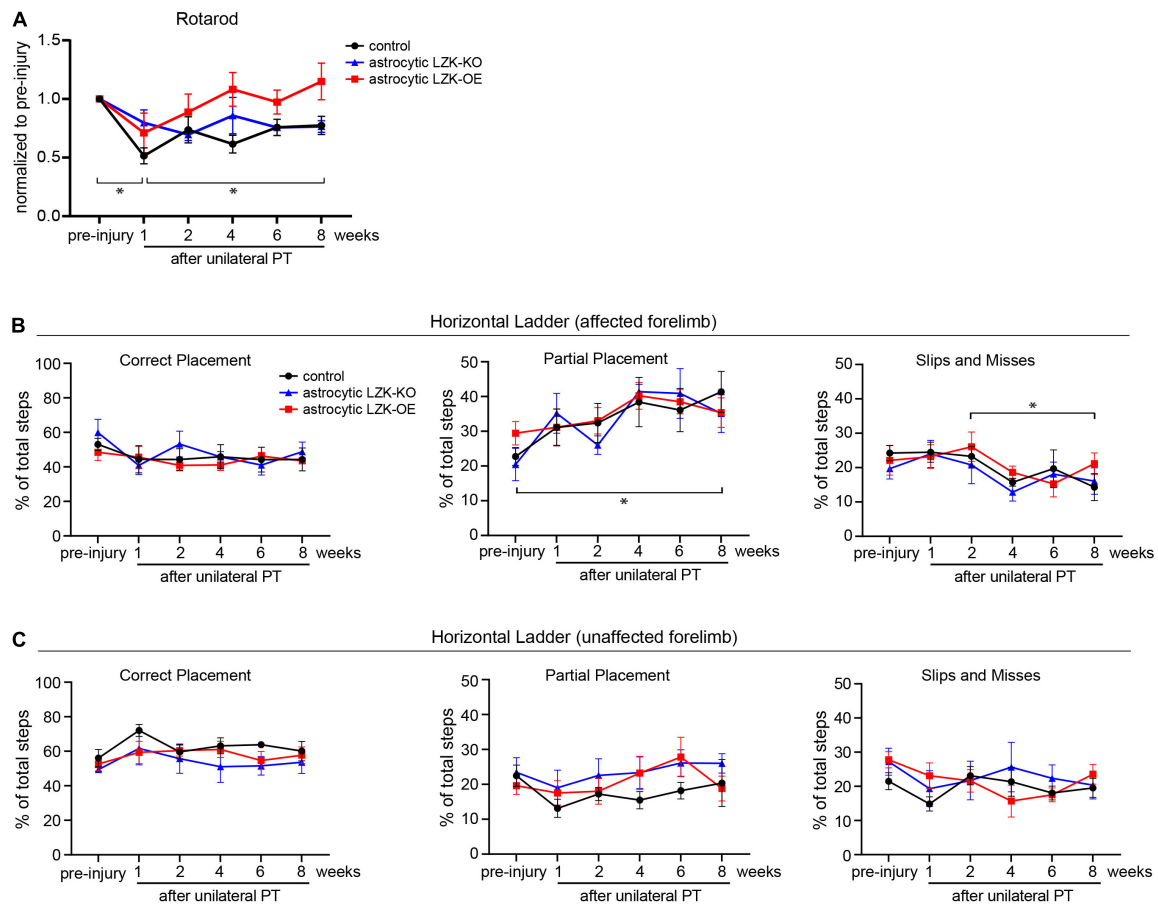 A
Rotarod
normalized to pre-injury
1.5
1.0
0.5
0.0
control
astrocytic LZK-KO
astrocytic LZK-OE
* *
pre-injury 1 2 4 6 8 weeks
after unilateral PT
B
Horizontal Ladder (affected forelimb)
Correct Placement
% of total steps
100
80
60
40
20
0
control
astrocytic LZK-KO
astrocytic LZK-OE
pre-injury 1 2 4 6 8 weeks
after unilateral PT
Partial Placement
% of total steps
50
40
30
20
10
0
*
pre-injury 1 2 4 6 8 weeks
after unilateral PT
Slips and Misses
% of total steps
50
40
30
20
10
0
*
pre-injury 1 2 4 6 8 weeks
after unilateral PT
C
Horizontal Ladder (unaffected forelimb)
Correct Placement
% of total steps
100
80
60
40
20
0
pre-injury 1 2 4 6 8 weeks
after unilateral PT
Partial Placement
% of total steps
50
40
30
20
10
0
pre-injury 1 2 4 6 8 weeks
after unilateral PT
Slips and Misses
% of total steps
50
40
30
20
10
0
pre-injury 1 2 4 6 8 weeks
after unilateral PT